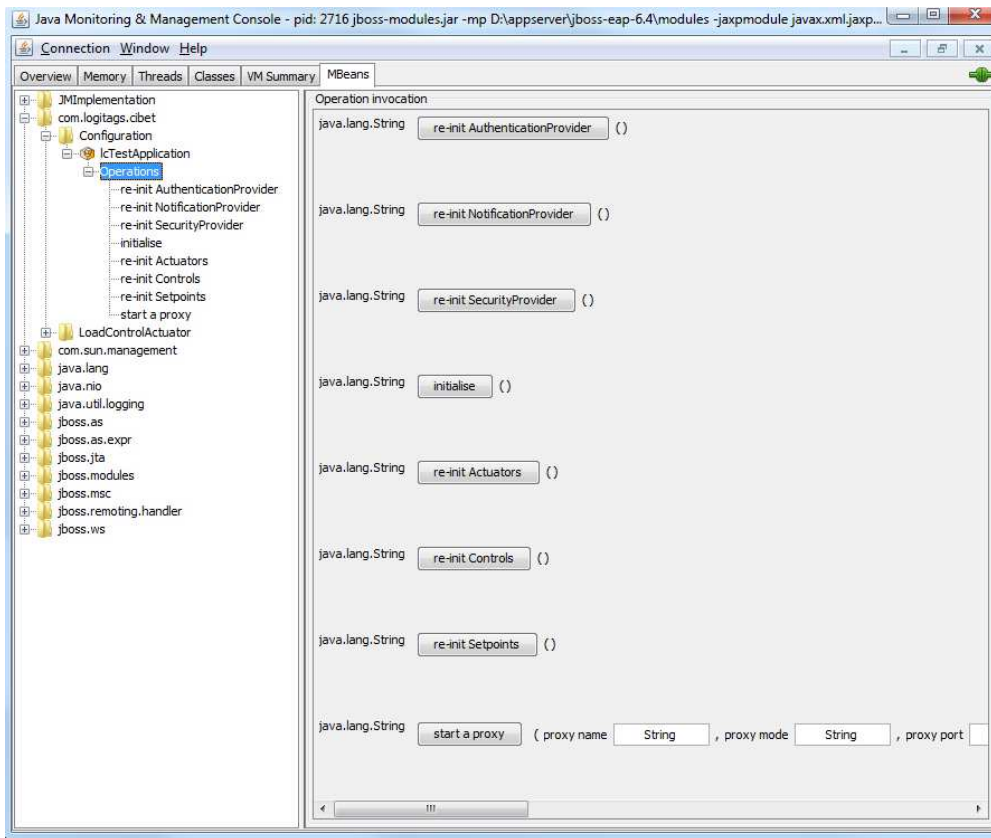 Java Monitoring & Management Console - pid: 2716 jboss-modules.jar -mp D:\appserver\jboss-eap-6.4\modules -jaxpmodule javax.xml.jaxp...
Connection Window Help
Overview Memory Threads Classes VM Summary MBeans
JMImplementation
com.logitags.cibet
Configuration
lcTestApplication
Operations
re-init AuthenticationProvider
re-init NotificationProvider
re-init SecurityProvider
initialise
re-init Actuators
re-init Controls
re-init Setpoints
start a proxy
LoadControlActuator
com.sun.management
java.lang
java.nio
java.util.logging
jboss.as
jboss.as.expr
jboss.jta
jboss.modules
jboss.msc
jboss.remoting.handler
jboss.ws
Operation invocation
java.lang.String re-init AuthenticationProvider ()
java.lang.String re-init NotificationProvider ()
java.lang.String re-init SecurityProvider ()
java.lang.String initialise ()
java.lang.String re-init Actuators ()
java.lang.String re-init Controls ()
java.lang.String re-init Setpoints ()
java.lang.String start a proxy ( proxy name String , proxy mode String , proxy port